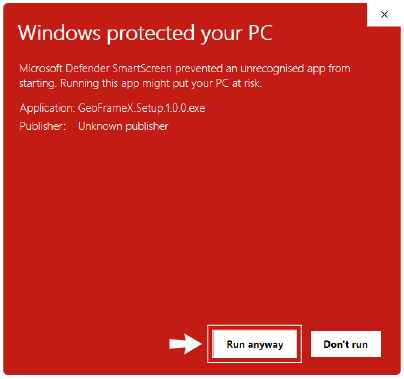 Windows protected your PC
Microsoft Defender SmartScreen prevented an unrecognised app from
starting. Running this app might put your PC at risk.
Application: GeoFrameX.Setup.1.0.0.exe
Publisher: Unknown publisher
Run anyway Don't run